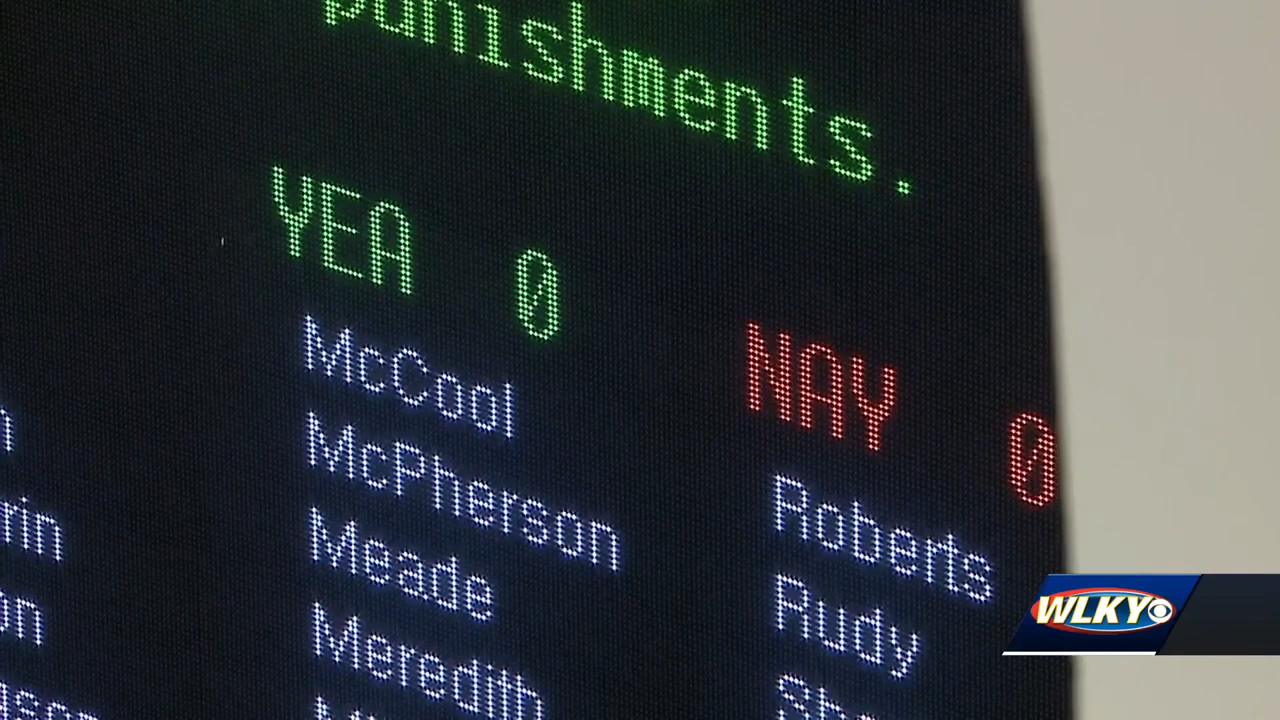 punishments.
YEA 0
NAY 0
McCool
McPherson
Meade
Meredith
Roberts
Rudy
WLKY